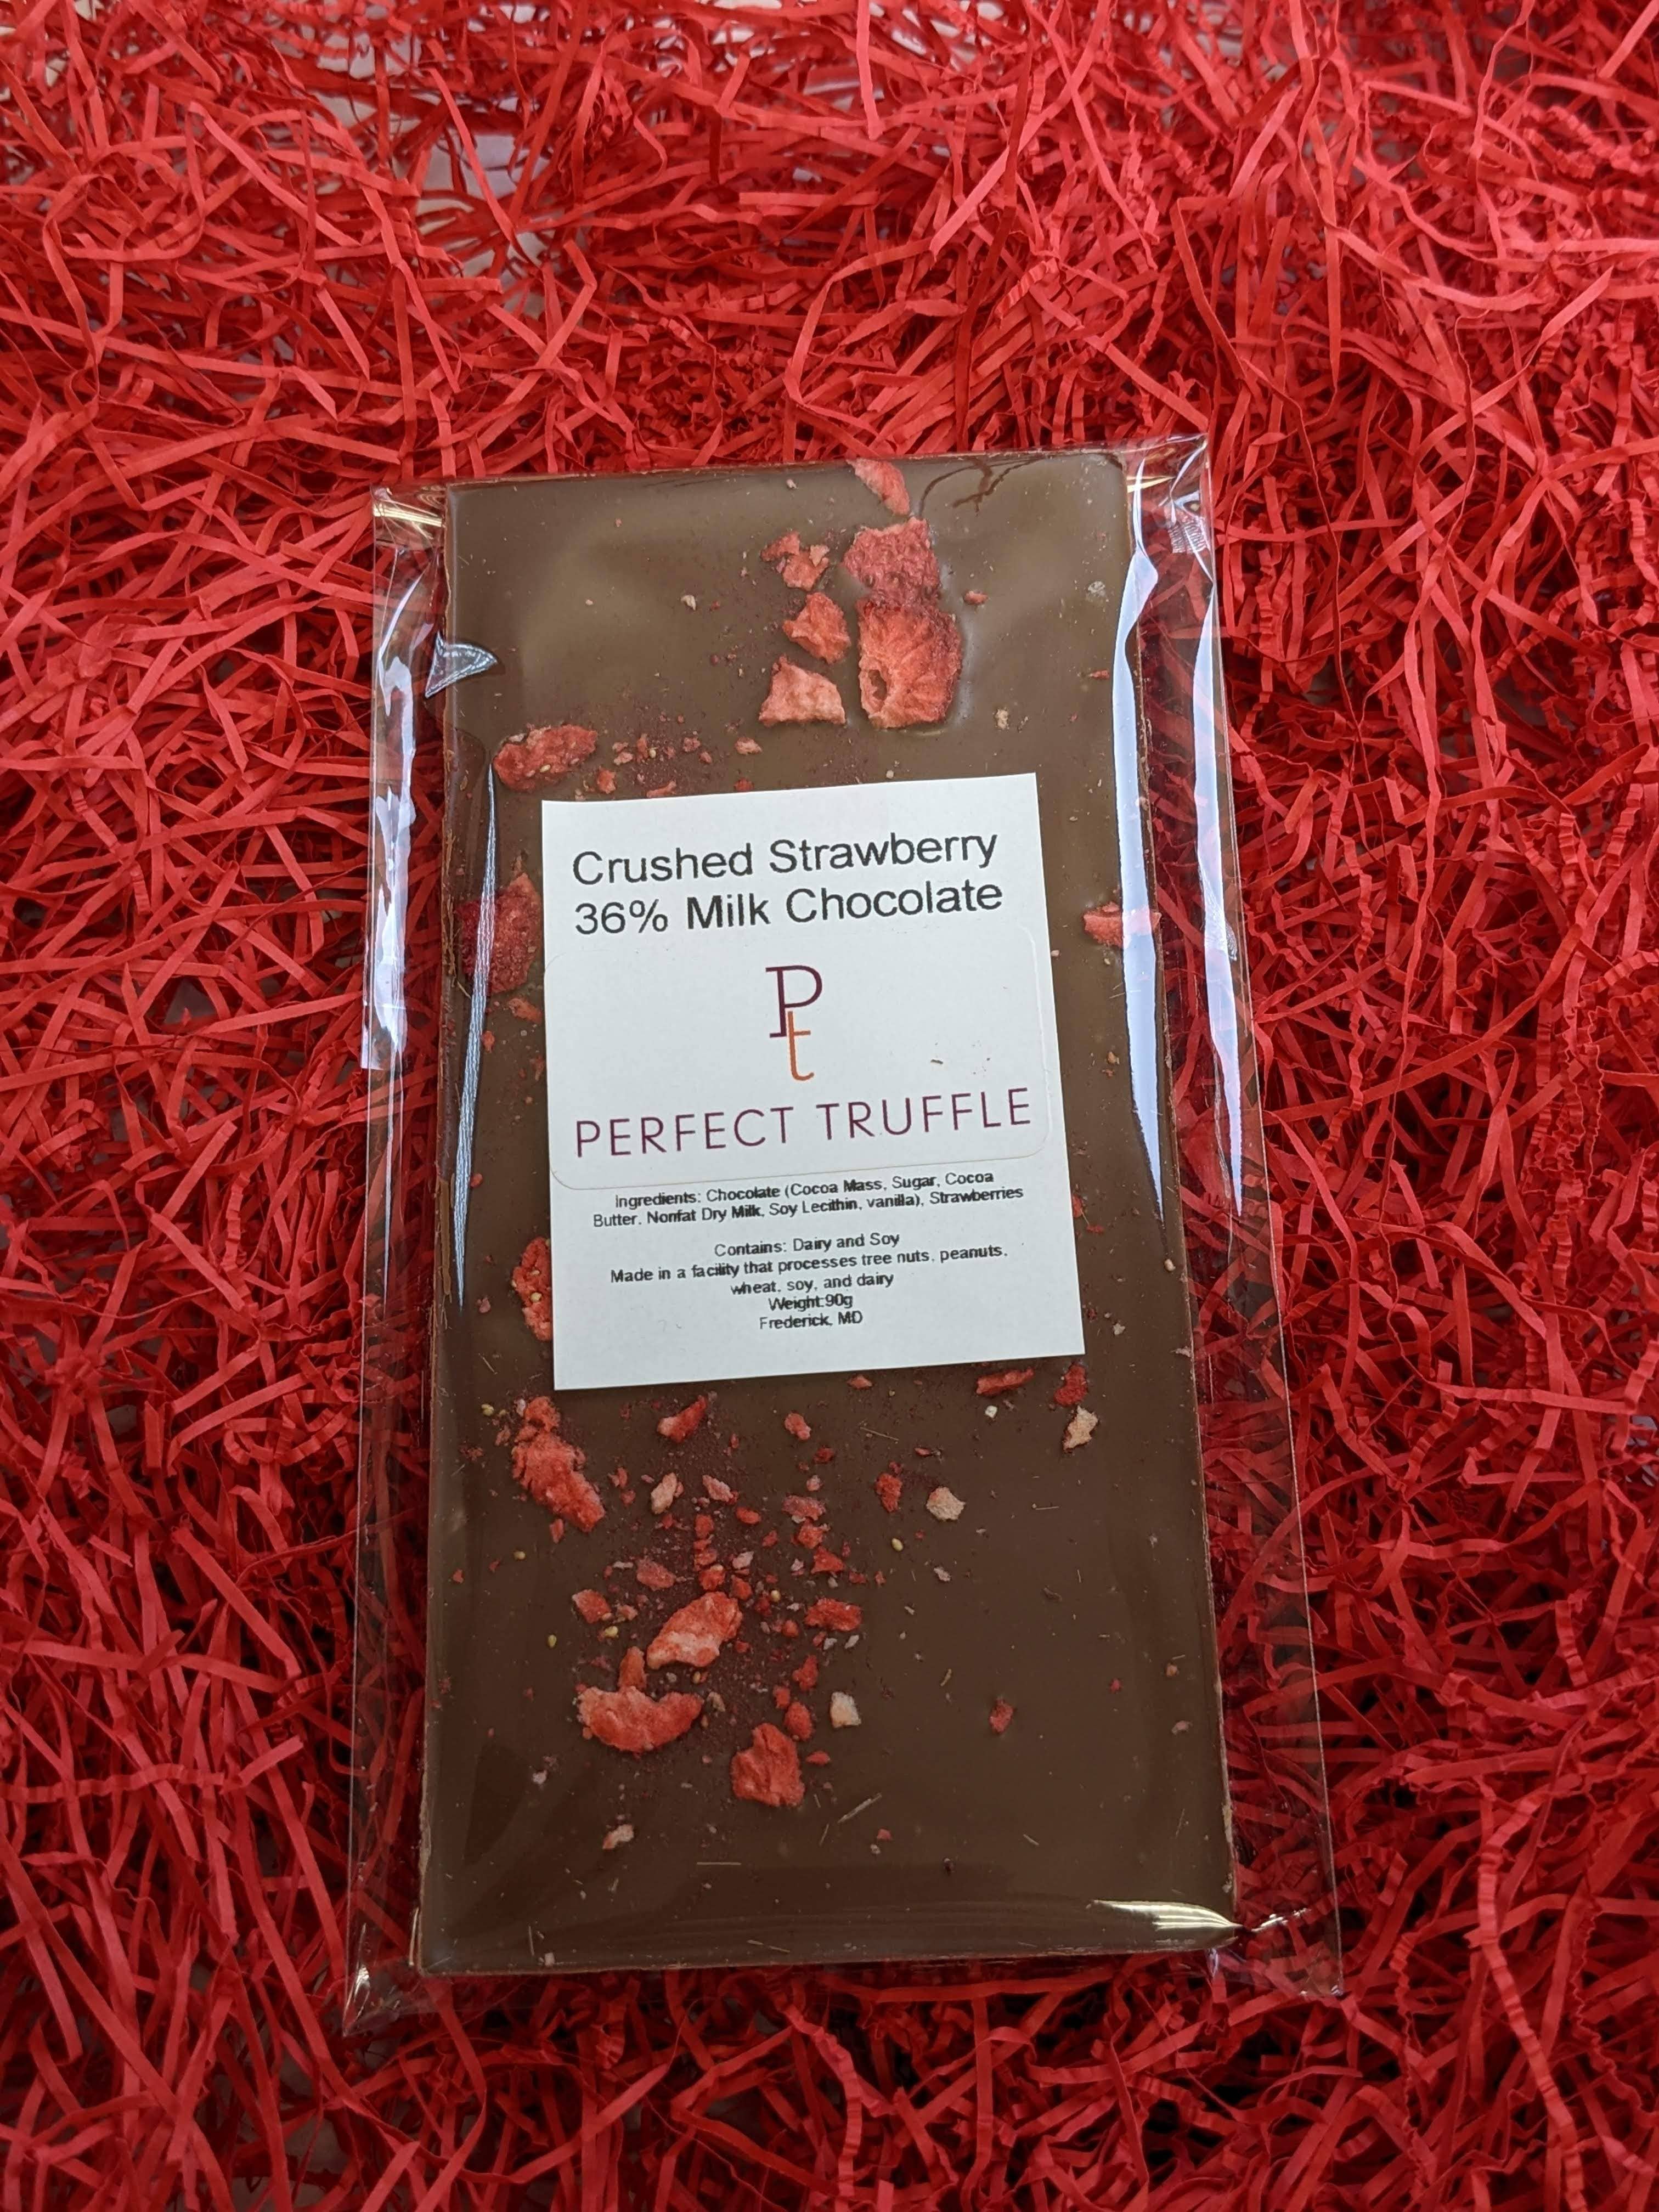 Crushed Strawberry
36% Milk Chocolate
Pt
PERFECT TRUFFLE
Ingredients: Chocolate (Cocoa Mass, Sugar, Cocoa
Butter, Nonfat Dry Milk, Soy Lecithin, vanilla), Strawberries
Contains: Dairy and Soy
Made in a facility that processes tree nuts, peanuts,
wheat, soy, and dairy
Weight:90g
Frederick, MD